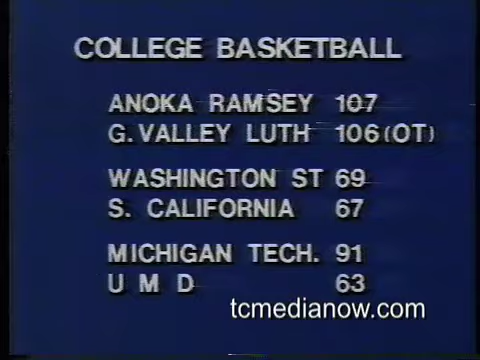 COLLEGE BASKETBALL
ANOKA RAMSEY 107
G.VALLEY LUTH 106(OT)
WASHINGTON ST 69
S. CALIFORNIA 67
MICHIGAN TECH. 91
U M D 63
tcmedianow.com